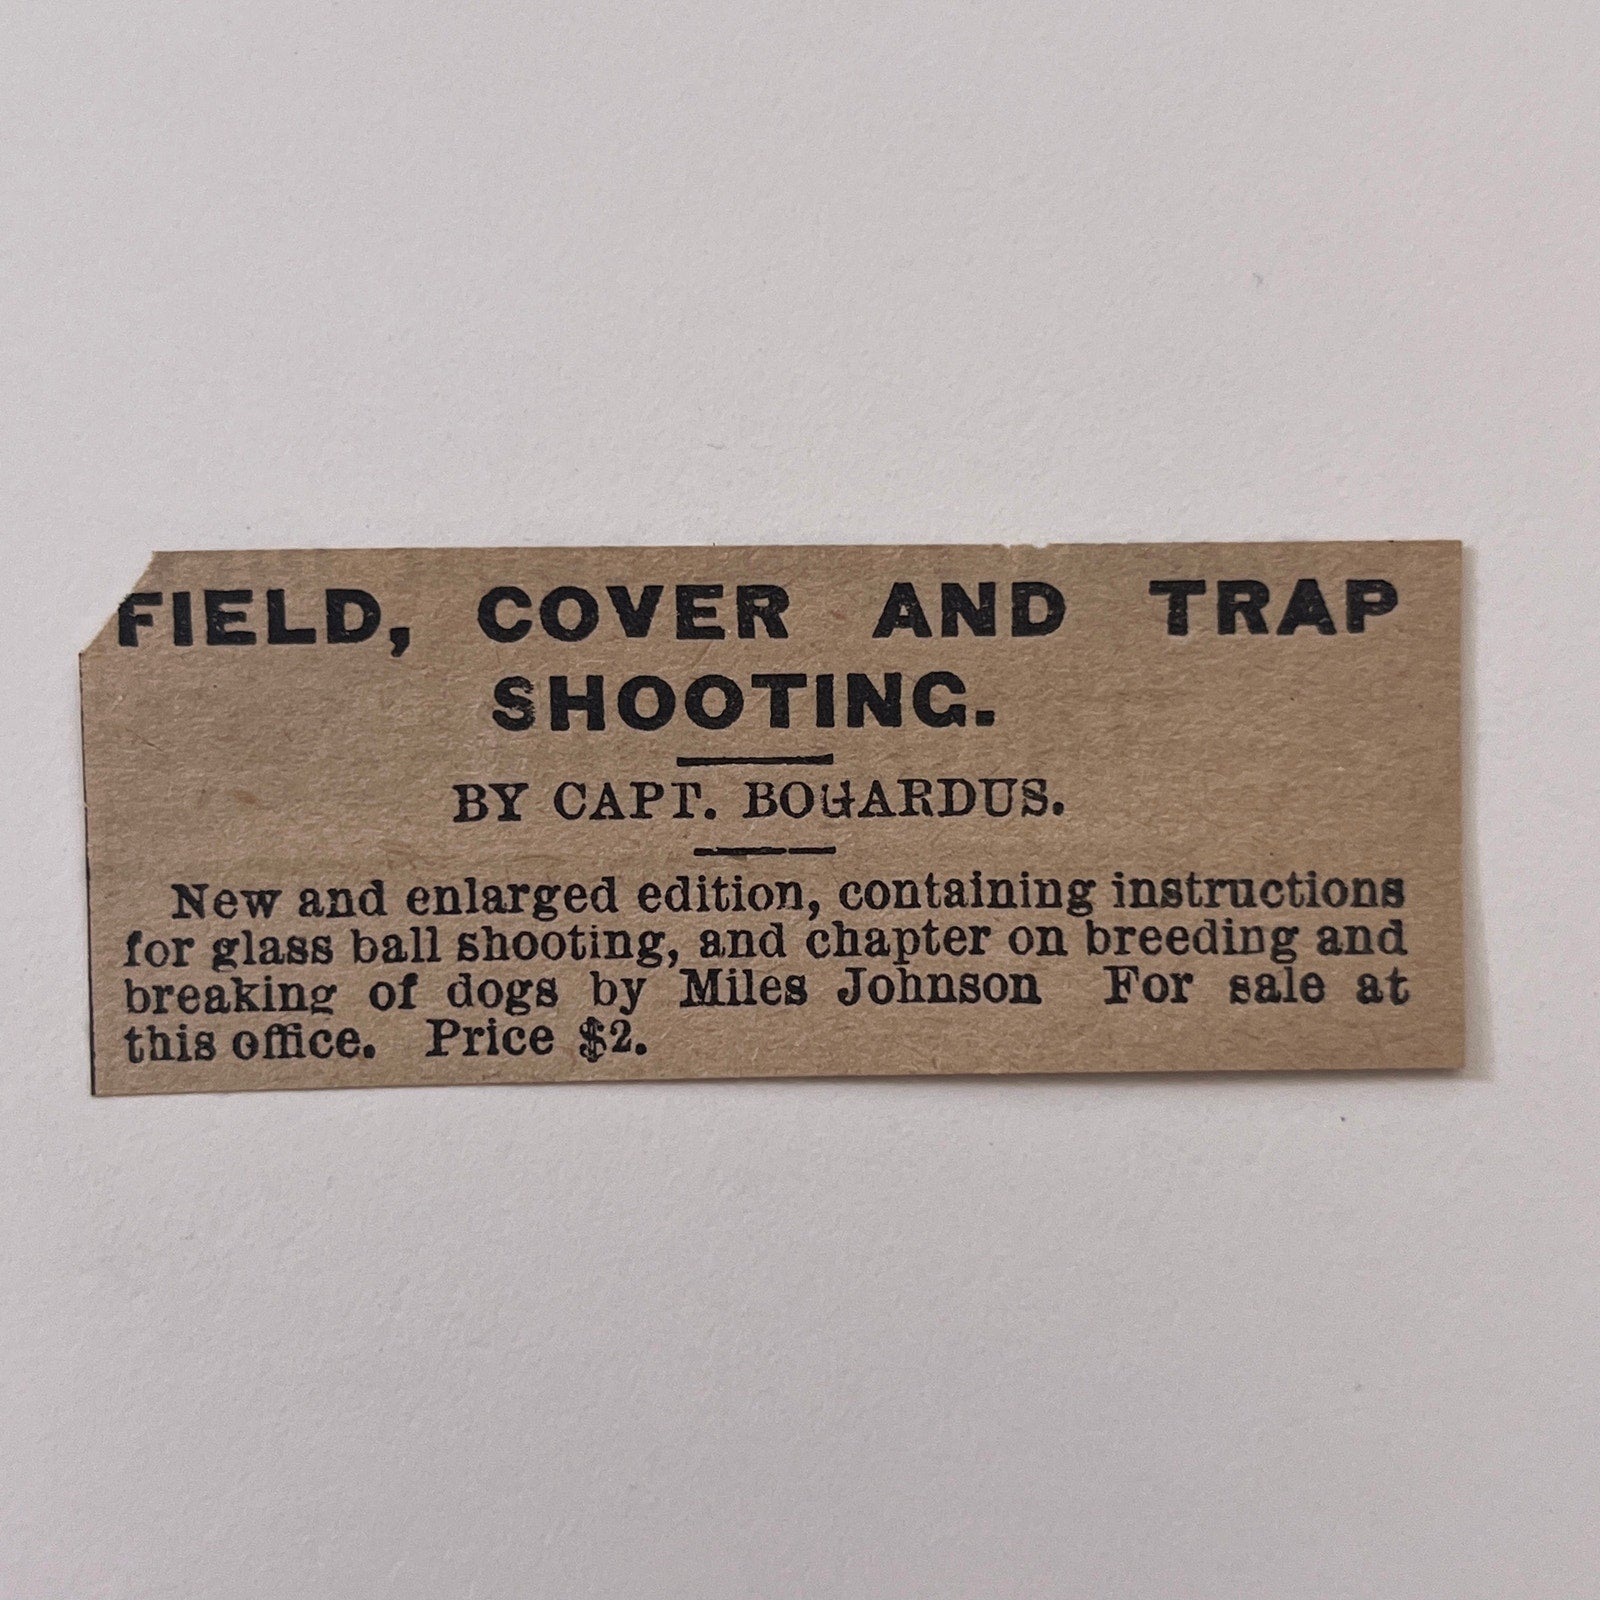 FIELD, COVER AND TRAP
SHOOTING.
BY CAPT. BOGARDUS.
New and enlarged edition, containing instructions
for glass ball shooting, and chapter on breeding and
breaking of dogs by Miles Johnson For sale at
this office. Price $2.